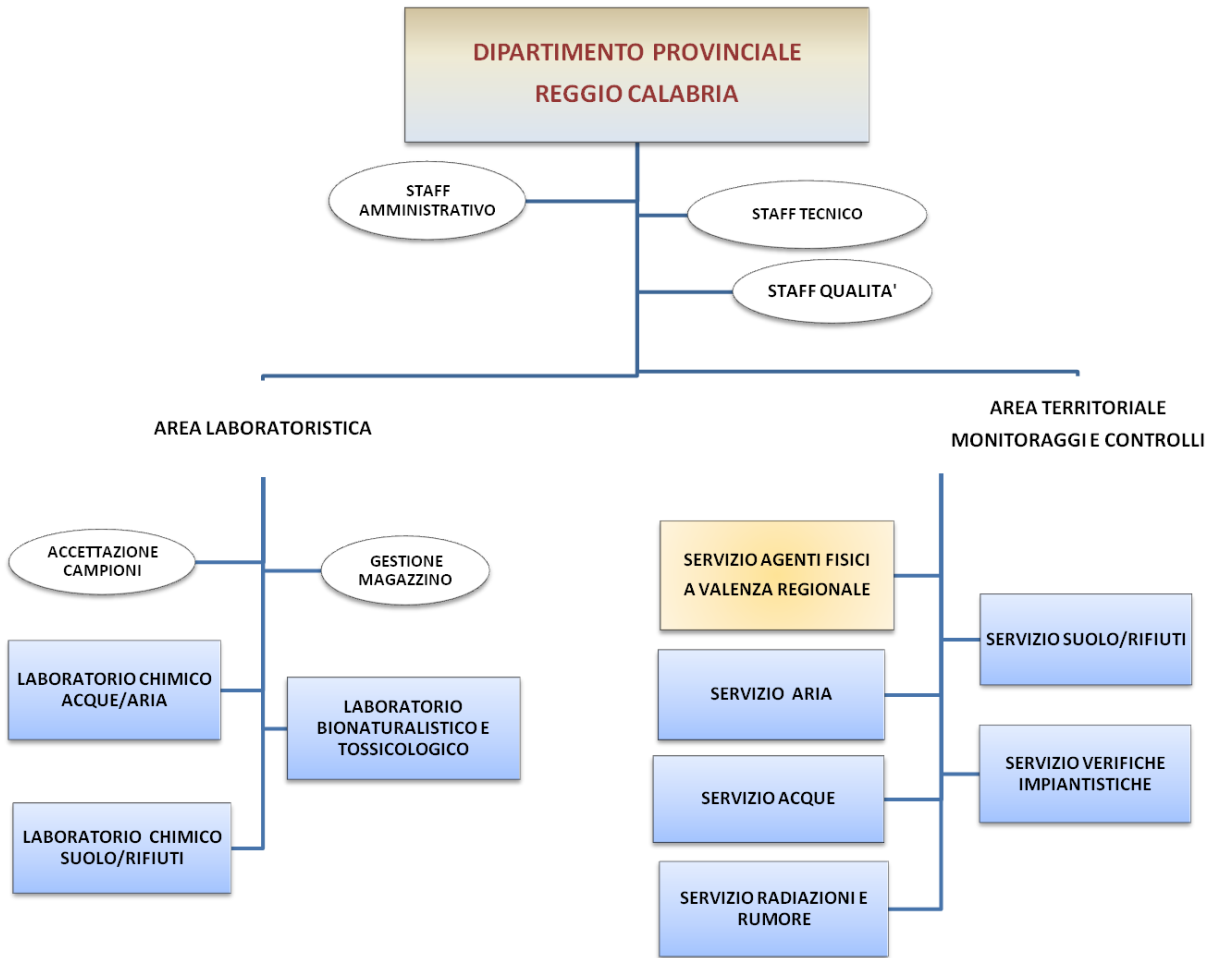 DIPARTIMENTO PROVINCIALE
REGGIO CALABRIA
STAFF
AMMINISTRATIVO
STAFF TECNICO
STAFF QUALITA'
AREA LABORATORISTICA
ACCETTAZIONE
CAMPIONI
GESTIONE
MAGAZZINO
LABORATORIO CHIMICO
ACQUE/ARIA
LABORATORIO
BIONATURALISTICO E
TOSSICOLOGICO
LABORATORIO CHIMICO
SUOLO/RIFIUTI
AREA TERRITORIALE
MONITORAGGI E CONTROLLI
SERVIZIO AGENTI FISICI
A VALENZA REGIONALE
SERVIZIO SUOLO/RIFIUTI
SERVIZIO ARIA
SERVIZIO VERIFICHE
IMPIANTISTICHE
SERVIZIO ACQUE
SERVIZIO RADIAZIONI E
RUMORE